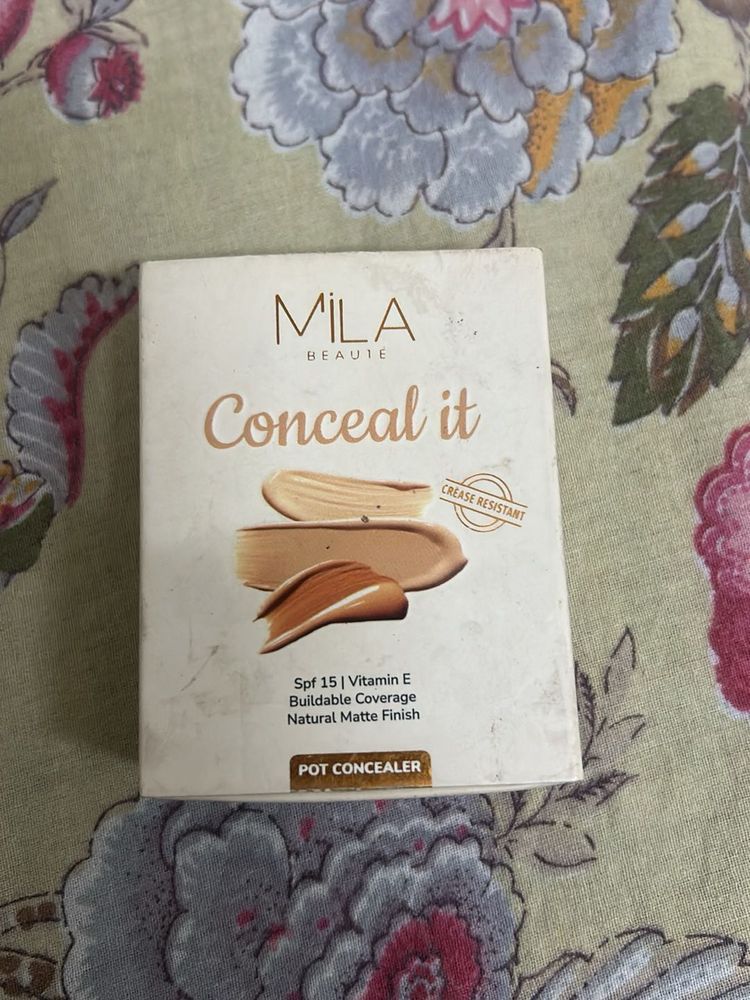 MiLA
BEAUTE
Conceal it
CREASE RESISTANT
Spf 15 | Vitamin E
Buildable Coverage
Natural Matte Finish
POT CONCEALER